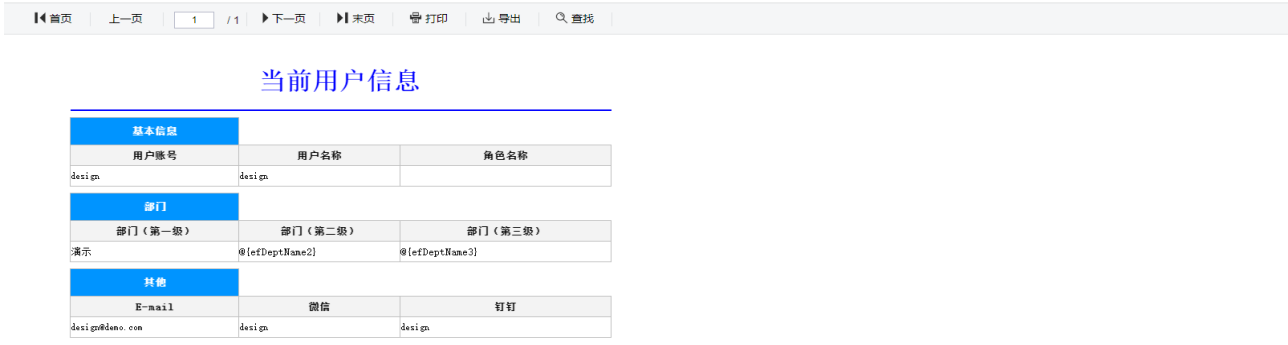 首页 上一页 1 / 1 下一页 末页 打印 导出 查找
当前用户信息
基本信息
用户账号 用户名称 角色名称
design design
部门
部门（第一级） 部门（第二级） 部门（第三级）
演示 @{efDeptName2} @{efDeptName3}
其他
E-mail 微信 钉钉
design@demo.com design design